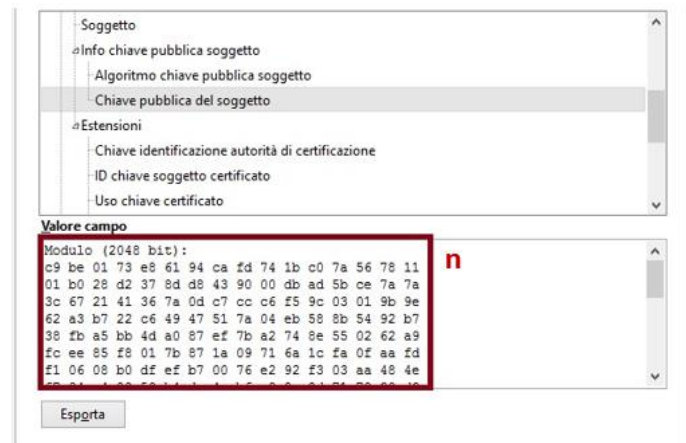 Soggetto
Info chiave pubblica soggetto
Algoritmo chiave pubblica soggetto
Chiave pubblica del soggetto
Estensioni
Chiave identificazione autorità di certificazione
ID chiave soggetto certificato
Uso chiave certificato
Valore campo
Modulo (2048 bit):
n
c9 be 01 73 e8 61 94 ca fd 74 1b c0 7a 56 78 11
01 b0 28 d2 37 8d d8 43 90 00 db ad 5b ce 7a 7a
3c 67 21 41 36 7a 0d c7 cc c6 f5 9c 03 01 9b 9e
62 a3 b7 22 c6 49 47 51 7a 04 eb 58 8b 54 92 b7
38 fb a5 bb 4d a0 87 ef 7b a2 74 8e 55 02 62 a9
fc ee 85 f8 01 7b 87 1a 09 71 6a 1c fa 0f aa fd
f1 06 08 b0 df ef b7 00 76 e2 92 f3 03 aa 48 4e
Esporta